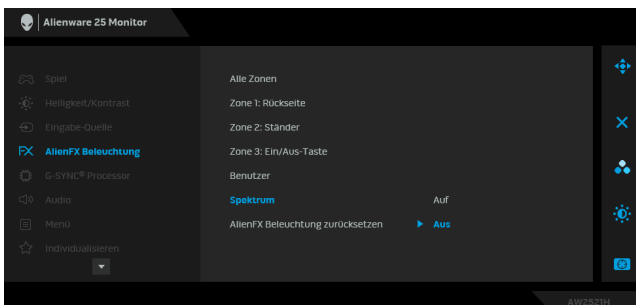 Alienware 25 Monitor
Spiel
Helligkeit/Kontrast
Eingabe-Quelle
AlienFX Beleuchtung
G-SYNC® Processor
Audio
Menü
Individualisieren
Alle Zonen
Zone 1: Rückseite
Zone 2: Ständer
Zone 3: Ein/Aus-Taste
Benutzer
Spektrum Auf
AlienFX Beleuchtung zurücksetzen Aus
AW2521H